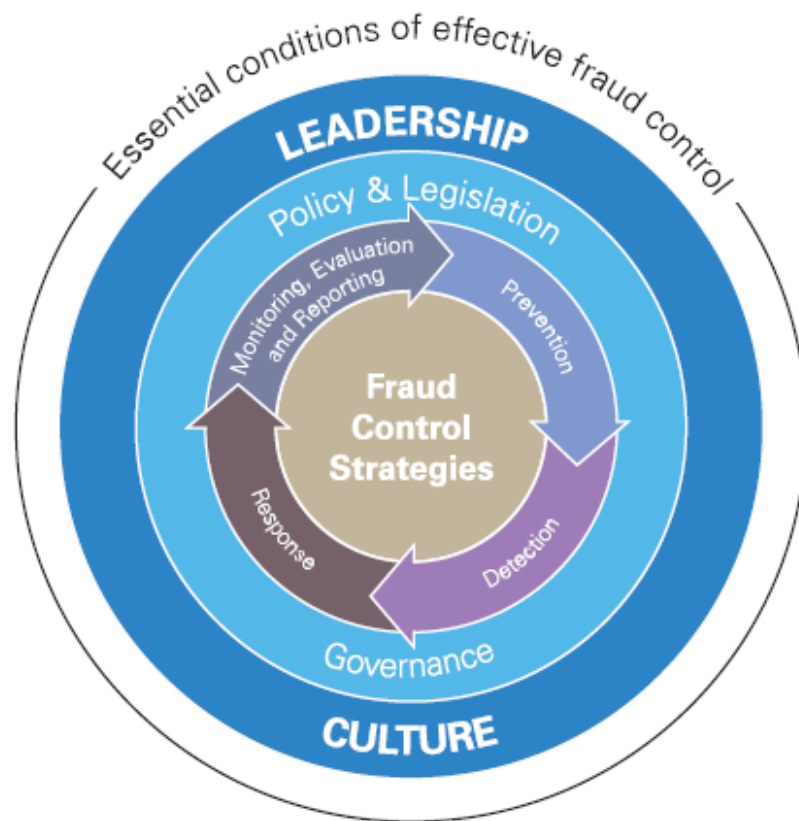 Essential conditions of effective fraud control
LEADERSHIP
Policy & Legislation
Monitoring, Evaluation
and Reporting
Prevention
Fraud
Control
Strategies
Response
Detection
Governance
CULTURE